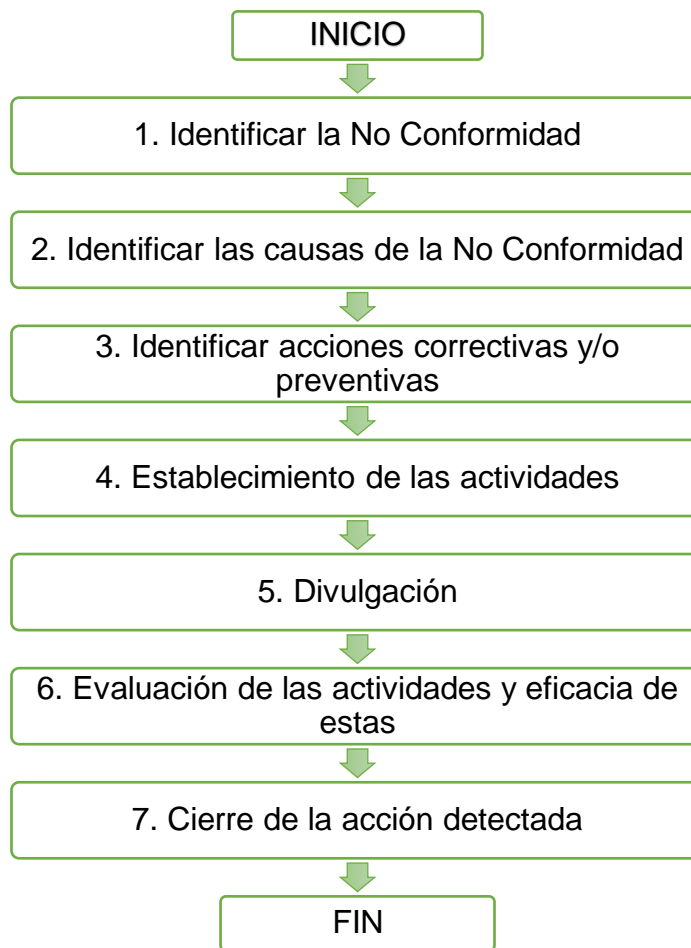 INICIO
1. Identificar la No Conformidad
2. Identificar las causas de la No Conformidad
3. Identificar acciones correctivas y/o
preventivas
4. Establecimiento de las actividades
5. Divulgación
6. Evaluación de las actividades y eficacia de
estas
7. Cierre de la acción detectada
FIN